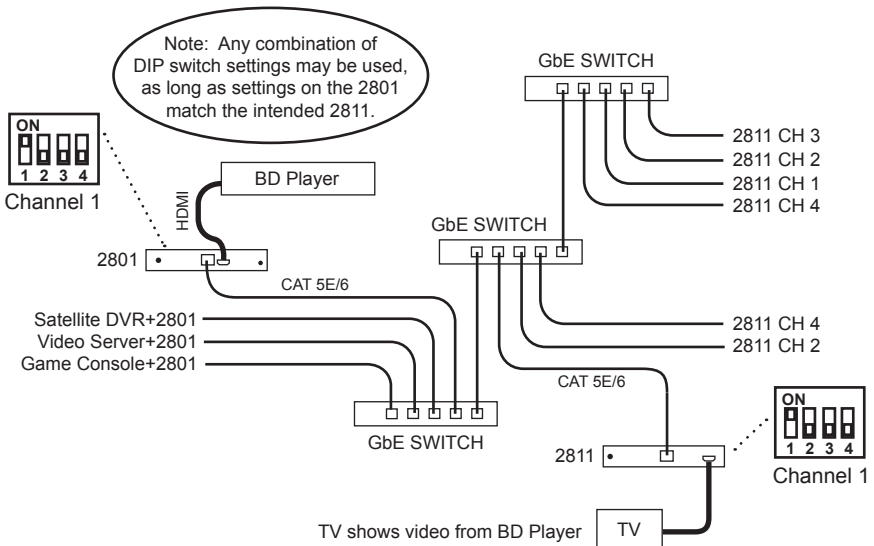 Note: Any combination of
DIP switch settings may be used,
as long as settings on the 2801
match the intended 2811.
ON
1 2 3 4
Channel 1
BD Player
HDMI
2801
CAT 5E/6
Satellite DVR+2801
Video Server+2801
Game Console+2801
GbE SWITCH
GbE SWITCH
2811 CH 3
2811 CH 2
2811 CH 1
2811 CH 4
GbE SWITCH
2811 CH 4
2811 CH 2
CAT 5E/6
2811
ON
1 2 3 4
Channel 1
TV shows video from BD Player
TV